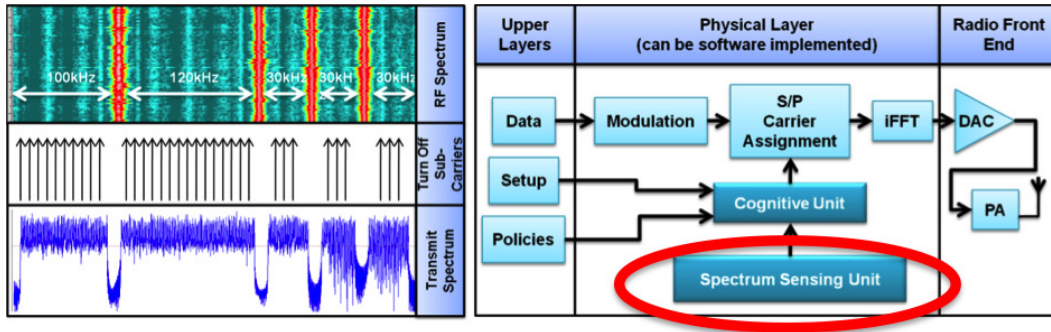 100kHz
120kHz
30kHz
30kH
30kHz
RF Spectrum
Turn Off
Sub-
Carriers
Transmit
Spectrum
Upper
Layers
Physical Layer
(can be software implemented)
Radio Front
End
Data
Modulation
S/P
Carrier
Assignment
iFFT
DAC
Setup
Cognitive Unit
PA
Policies
Spectrum Sensing Unit